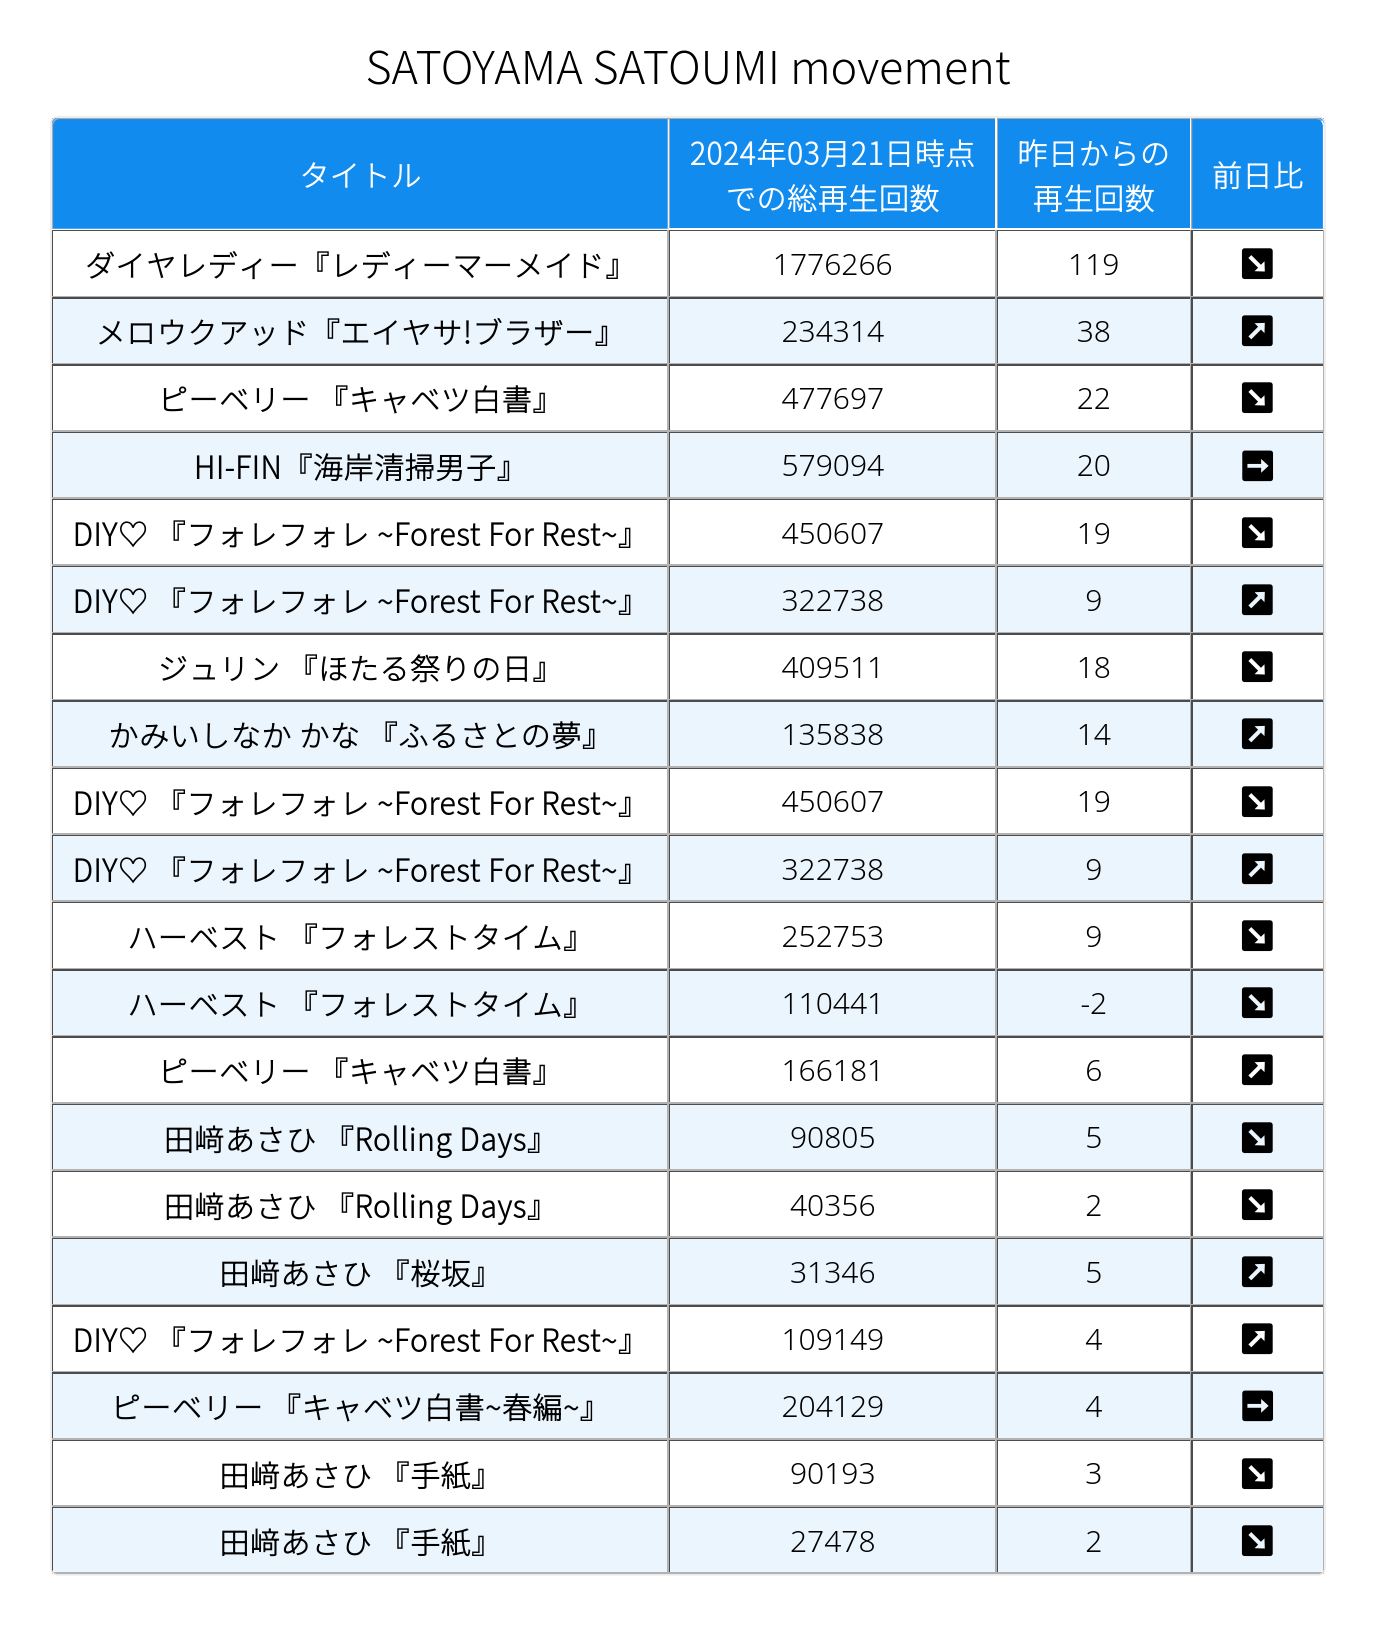 SATOYAMA SATOUMI movement
タイトル 2024年03月21日時点での総再生回数 昨日からの再生回数 前日比
ダイヤレディー『レディーマーメイド』 1776266 119 ↘
メロウクアッド『エイヤサ!ブラザー』 234314 38 ↗
ピーベリー 『キャベツ白書』 477697 22 ↘
HI-FIN『海岸清掃男子』 579094 20 →
DIY♡ 『フォレフォレ ~Forest For Rest~』 450607 19 ↘
DIY♡ 『フォレフォレ ~Forest For Rest~』 322738 9 ↗
ジュリン 『ほたる祭りの日』 409511 18 ↘
かみいしなか かな 『ふるさとの夢』 135838 14 ↗
DIY♡ 『フォレフォレ ~Forest For Rest~』 450607 19 ↘
DIY♡ 『フォレフォレ ~Forest For Rest~』 322738 9 ↗
ハーベスト 『フォレストタイム』 252753 9 ↘
ハーベスト 『フォレストタイム』 110441 -2 ↘
ピーベリー 『キャベツ白書』 166181 6 ↗
田﨑あさひ 『Rolling Days』 90805 5 ↘
田﨑あさひ 『Rolling Days』 40356 2 ↘
田﨑あさひ 『桜坂』 31346 5 ↗
DIY♡ 『フォレフォレ ~Forest For Rest~』 109149 4 ↗
ピーベリー 『キャベツ白書~春編~』 204129 4 →
田﨑あさひ 『手紙』 90193 3 ↘
田﨑あさひ 『手紙』 27478 2 ↘